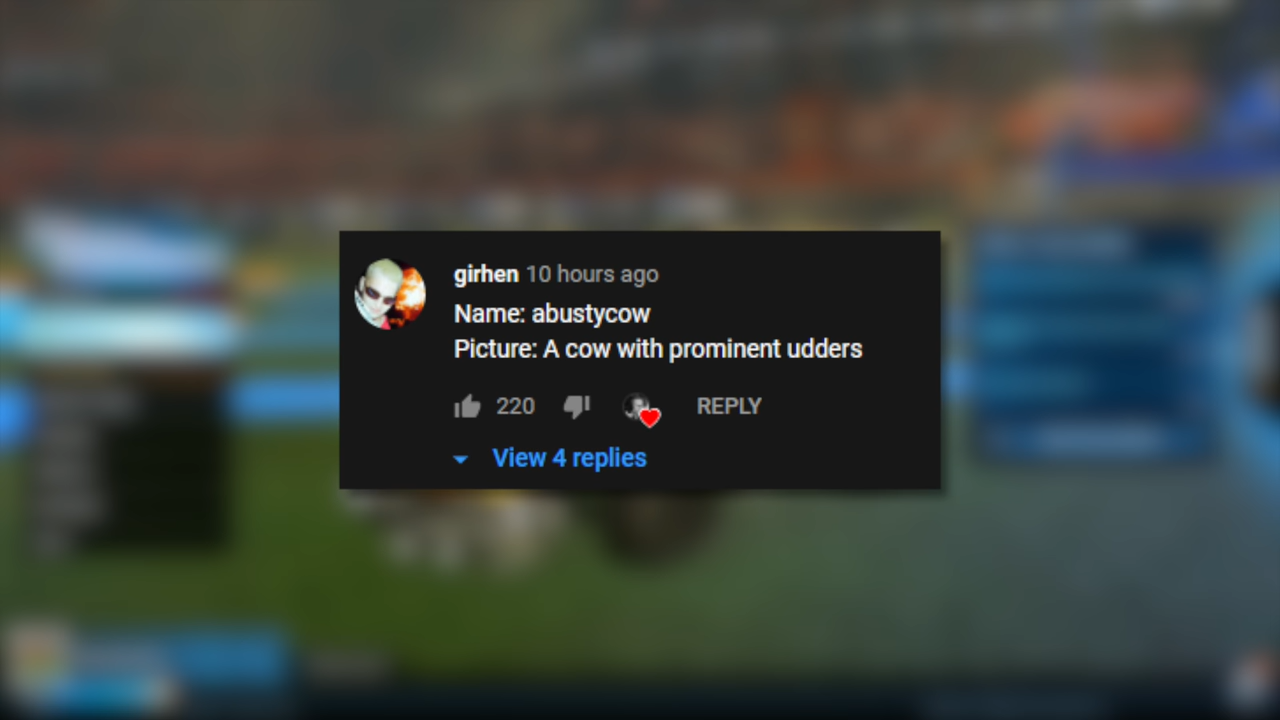 girhen 10 hours ago
Name: abustycow
Picture: A cow with prominent udders
220 REPLY
View 4 replies